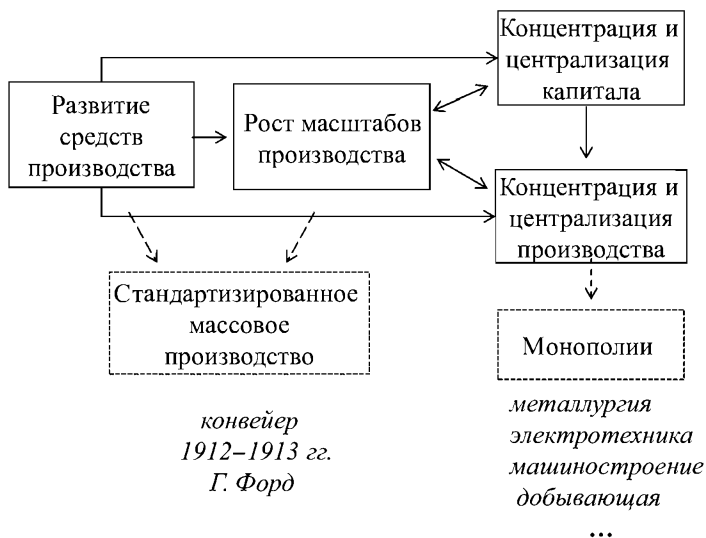 Концентрация и
централизация
капитала
Развитие
средств
производства
Рост масштабов
производства
Концентрация и
централизация
производства
Стандартизированное
массовое
производство
Монополии
конвейер
1912–1913 гг.
Г. Форд
металлургия
электротехника
машиностроение
добывающая
...